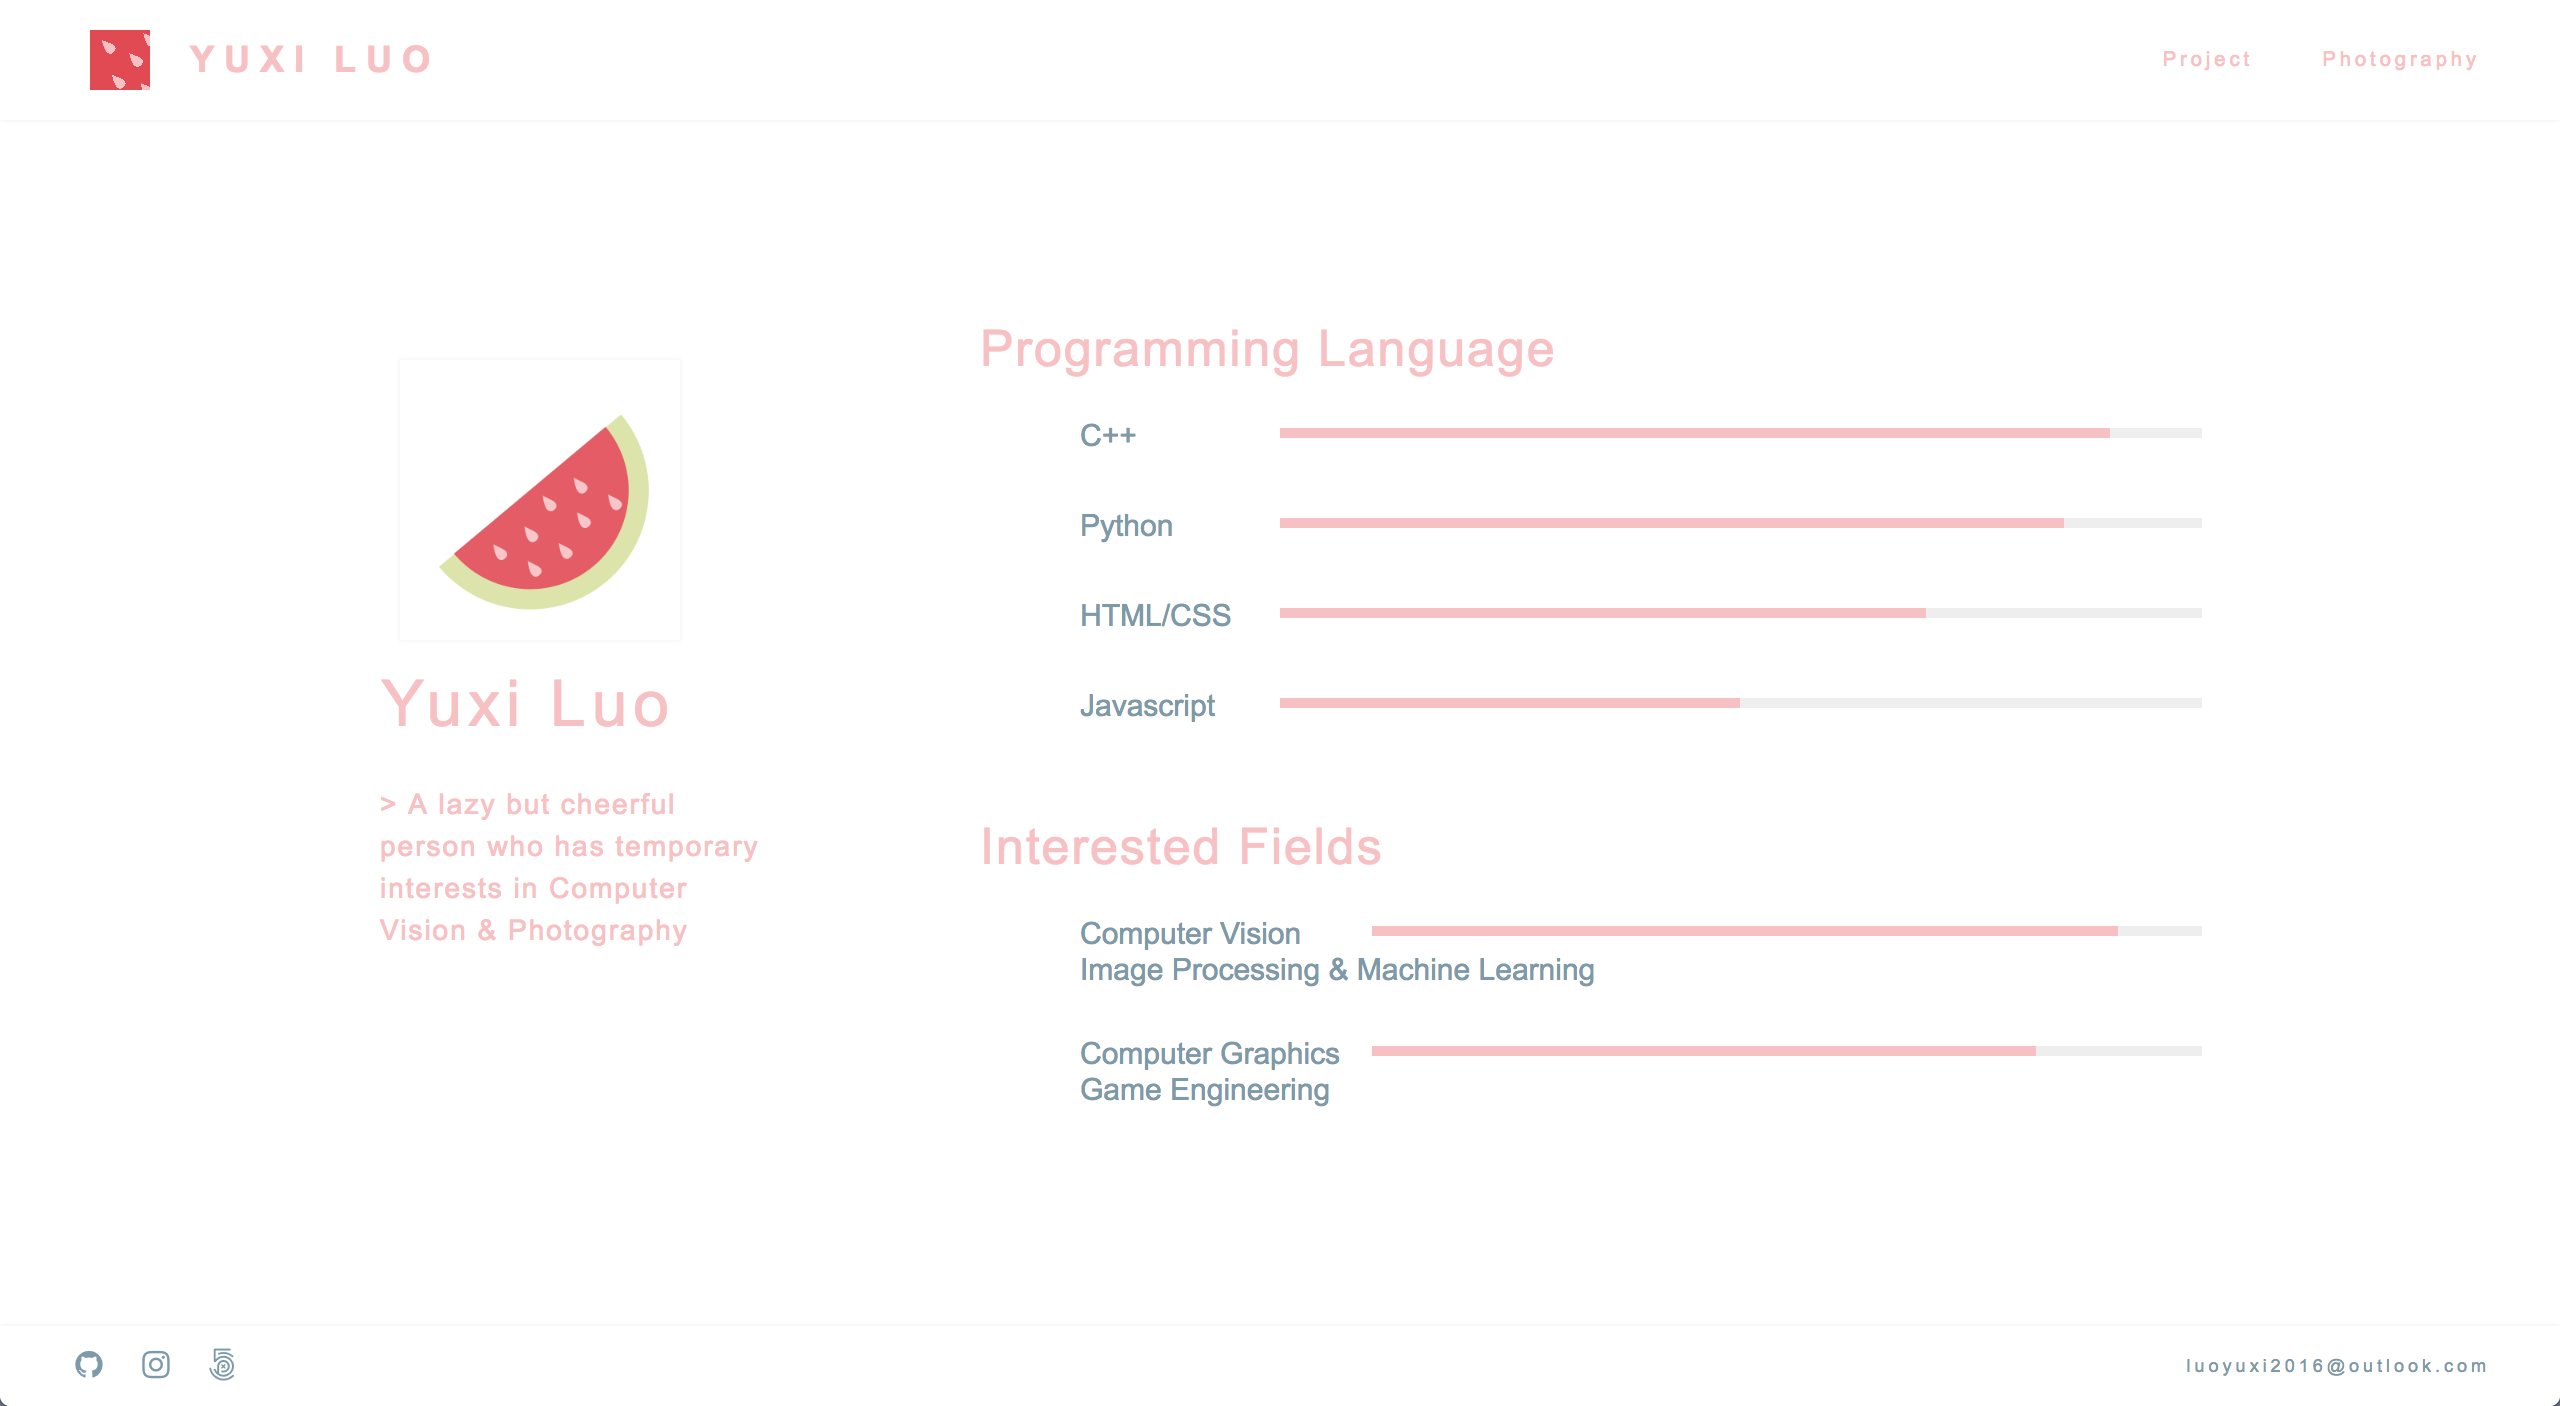 YUXI LUO
Project
Photography
Yuxi Luo
> A lazy but cheerful
person who has temporary
interests in Computer
Vision & Photography
Programming Language
C++
Python
HTML/CSS
Javascript
Interested Fields
Computer Vision
Image Processing & Machine Learning
Computer Graphics
Game Engineering
luoyuxi2016@outlook.com